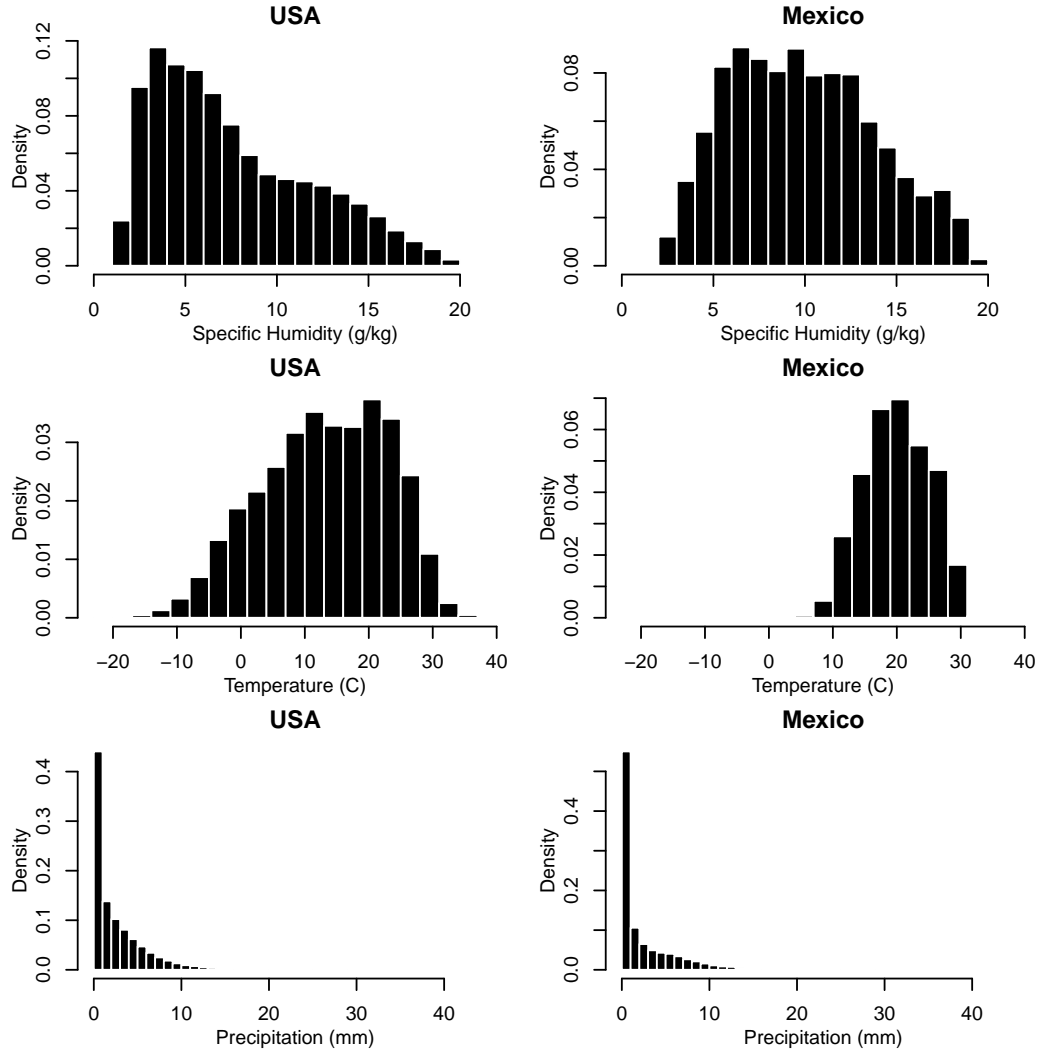 USA
Density
0.00 0.04 0.08 0.12
0 5 10 15 20
Specific Humidity (g/kg)
Mexico
Density
0.00 0.04 0.08
0 5 10 15 20
Specific Humidity (g/kg)
USA
Density
0.00 0.01 0.02 0.03
−20 −10 0 10 20 30 40
Temperature (C)
Mexico
Density
0.00 0.02 0.04 0.06
−20 −10 0 10 20 30 40
Temperature (C)
USA
Density
0.0 0.1 0.2 0.3 0.4
0 10 20 30 40
Precipitation (mm)
Mexico
Density
0.0 0.2 0.4
0 10 20 30 40
Precipitation (mm)